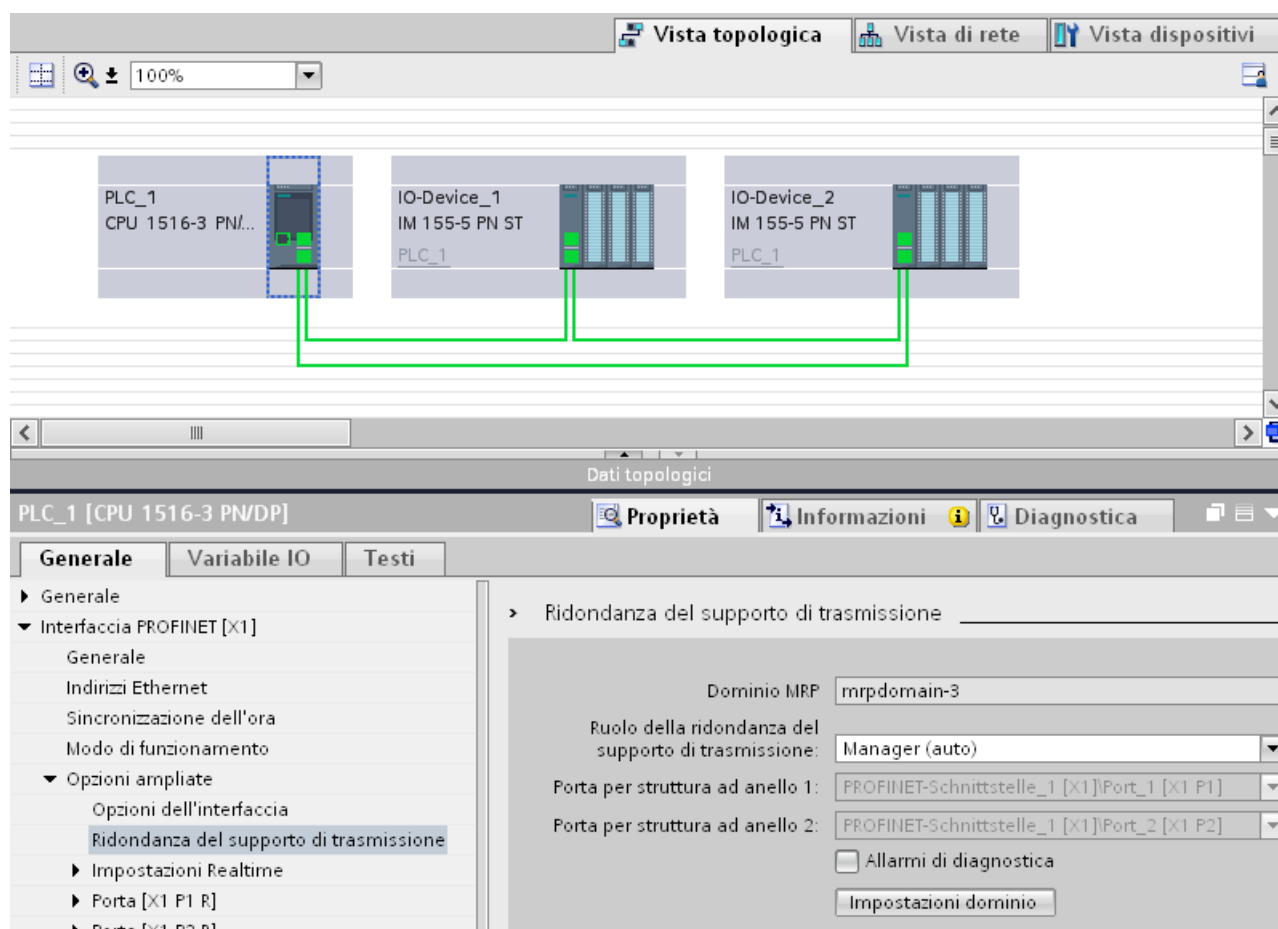 Vista topologica Vista di rete Vista dispositivi
100%
PLC_1
CPU 1516-3 PN/...
IO-Device_1
IM 155-5 PN ST
PLC_1
IO-Device_2
IM 155-5 PN ST
PLC_1
Dati topologici
PLC_1 [CPU 1516-3 PN/DP] Proprietà Informazioni Diagnostica
Generale Variabile IO Testi
Generale
Interfaccia PROFINET [X1]
Generale
Indirizzi Ethernet
Sincronizzazione dell'ora
Modo di funzionamento
Opzioni ampliate
Opzioni dell'interfaccia
Ridondanza del supporto di trasmissione
Impostazioni Realtime
Porta [X1 P1 R]
Porta [X1 P2 R]
Ridondanza del supporto di trasmissione
Dominio MRP mrpdomain-3
Ruolo della ridondanza del
supporto di trasmissione: Manager (auto)
Porta per struttura ad anello 1: PROFINET-Schnittstelle_1 [X1]\Port_1 [X1 P1]
Porta per struttura ad anello 2: PROFINET-Schnittstelle_1 [X1]\Port_2 [X1 P2]
Allarmi di diagnostica
Impostazioni dominio